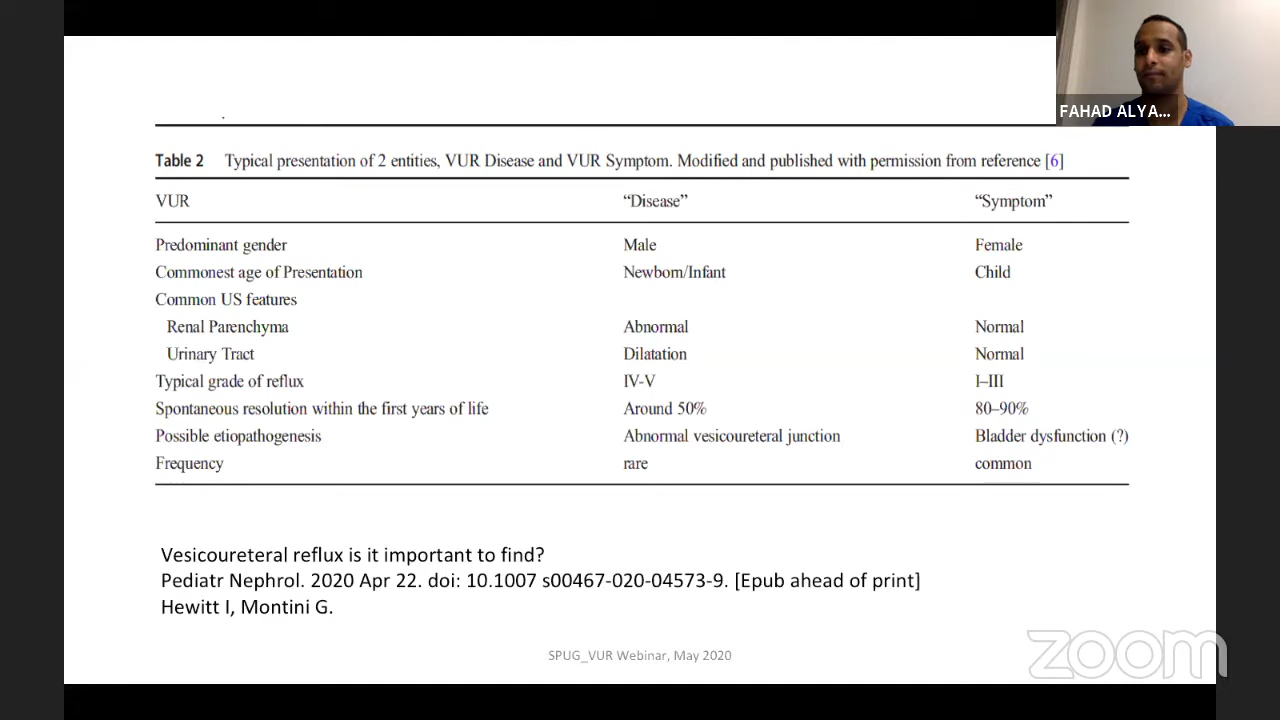 FAHAD ALYA...
Table 2 Typical presentation of 2 entities, VUR Disease and VUR Symptom. Modified and published with permission from reference [6]
VUR “Disease” “Symptom”
Predominant gender Male Female
Commonest age of Presentation Newborn/Infant Child
Common US features
Renal Parenchyma Abnormal Normal
Urinary Tract Dilatation Normal
Typical grade of reflux IV-V I–III
Spontaneous resolution within the first years of life Around 50% 80–90%
Possible etiopathogenesis Abnormal vesicoureteral junction Bladder dysfunction (?)
Frequency rare common
Vesicoureteral reflux is it important to find?
Pediatr Nephrol. 2020 Apr 22. doi: 10.1007 s00467-020-04573-9. [Epub ahead of print]
Hewitt I, Montini G.
SPUG_VUR Webinar, May 2020
zoom